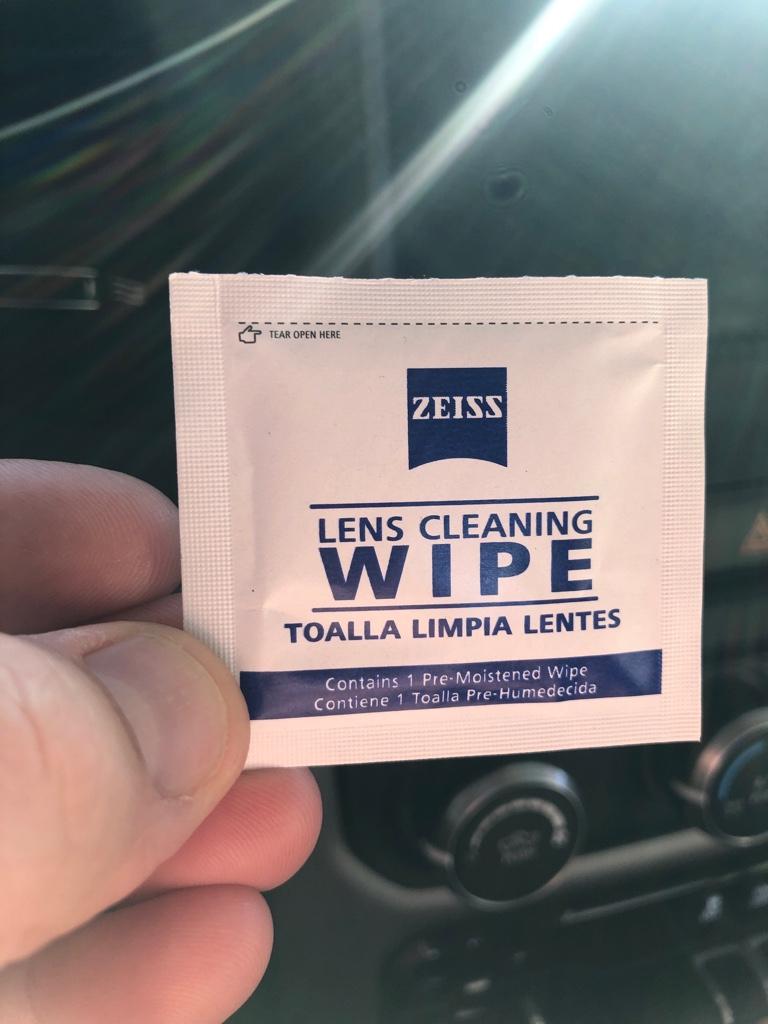 TEAR OPEN HERE
ZEISS
LENS CLEANING
WIPE
TOALLA LIMPIA LENTES
Contains 1 Pre-Moistened Wipe
Contiene 1 Toalla Pre-Humedecida